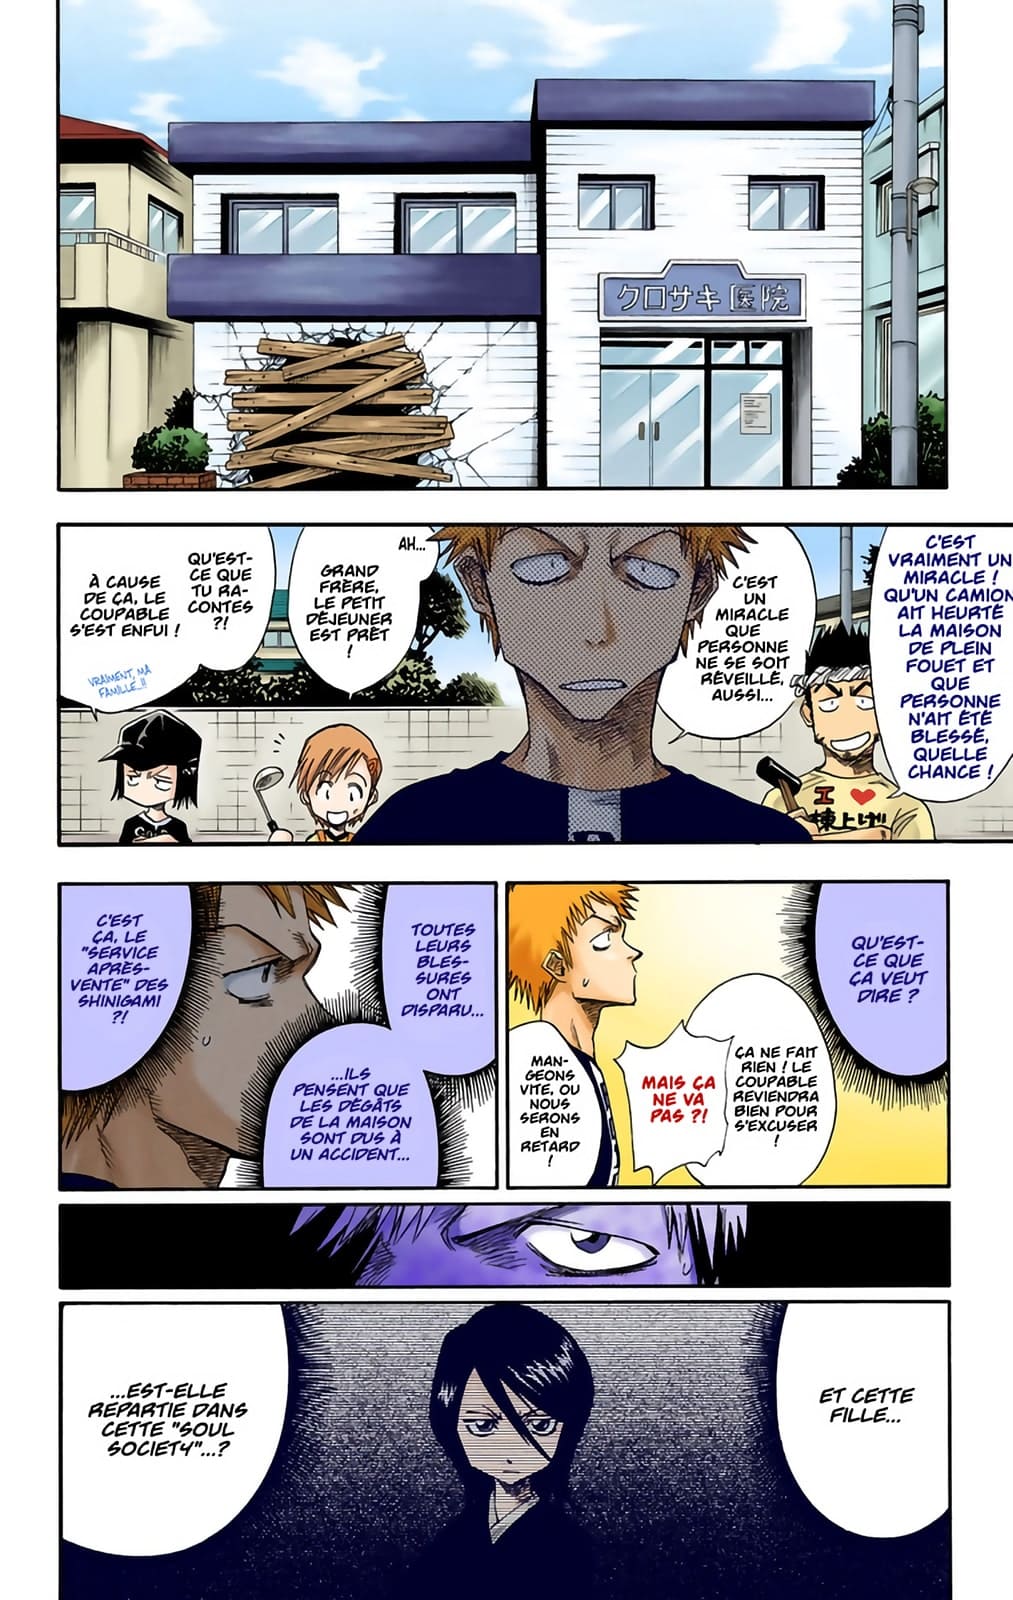 クロサキ医院
C'EST
VRAIMENT UN
MIRACLE !
QU'UN CAMION
AIT HEURTÉ
LA MAISON
DE PLEIN
FOUET ET
QUE
PERSONNE
N'AIT ÉTÉ
BLESSÉ,
QUELLE
CHANCE !
I ♥
棟上げ!!
C'EST
UN
MIRACLE
QUE
PERSONNE
NE SE SOIT
RÉVEILLÉ,
AUSSI...
AH...
GRAND
FRÈRE,
LE PETIT
DÉJEUNER
EST PRÊT
!
QU'EST-
CE QUE
TU RA-
CONTES
?!
À CAUSE
DE ÇA, LE
COUPABLE
S'EST ENFUI !
VRAIMENT, MA
FAMILLE...!!
QU'EST-
CE QUE
ÇA VEUT
DIRE ?
ÇA NE FAIT
RIEN ! LE
COUPABLE
REVIENDRA
BIEN POUR
S'EXCUSER
!
MAIS ÇA
NE VA
PAS ?!
MAN-
GEONS
VITE, OU
NOUS
SERONS
EN
RETARD
!
TOUTES
LEURS
BLES-
SURES
ONT
DISPARU...
...ILS
PENSENT QUE
LES DÉGÂTS
DE LA MAISON
SONT DUS À
UN ACCIDENT...
C'EST
ÇA, LE
"SERVICE
APRÈS-
VENTE" DES
SHINIGAMI
?!
ET CETTE
FILLE...
...EST-ELLE
REPARTIE DANS
CETTE "SOUL
SOCIETY"...?